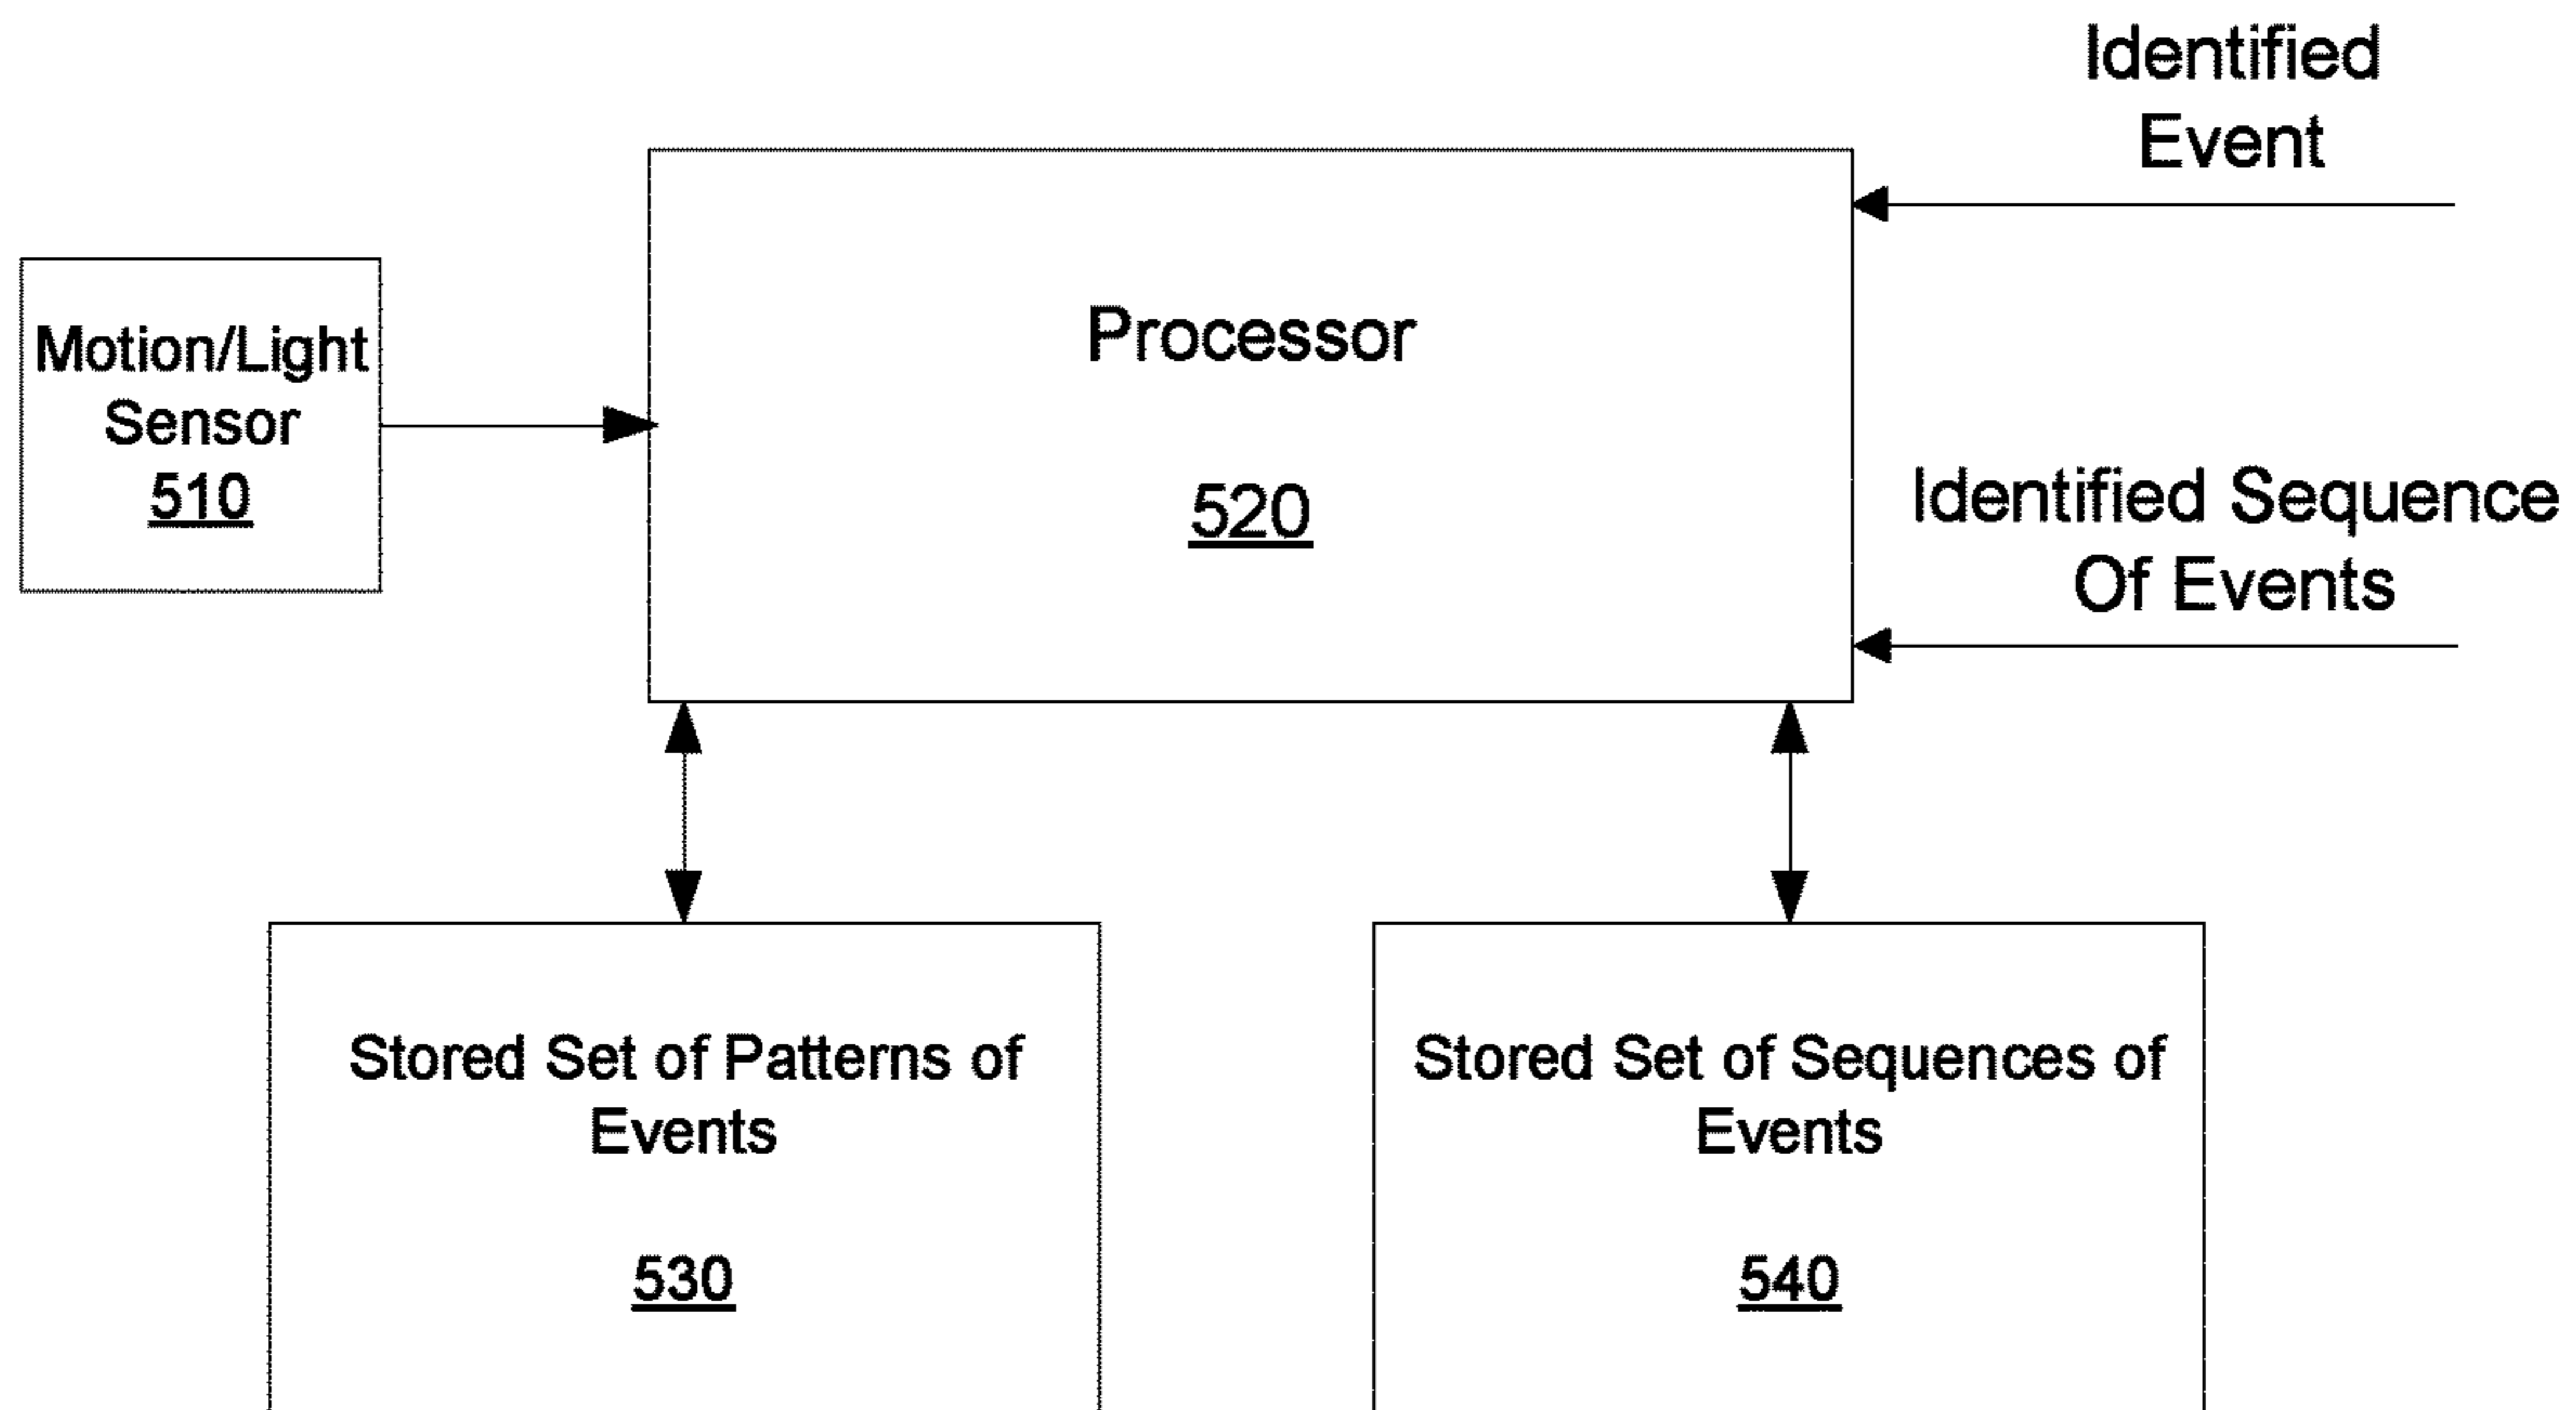 Identified
Event
Motion/Light
Sensor
510
Processor
520
Identified Sequence
Of Events
Stored Set of Patterns of
Events
530
Stored Set of Sequences of
Events
540